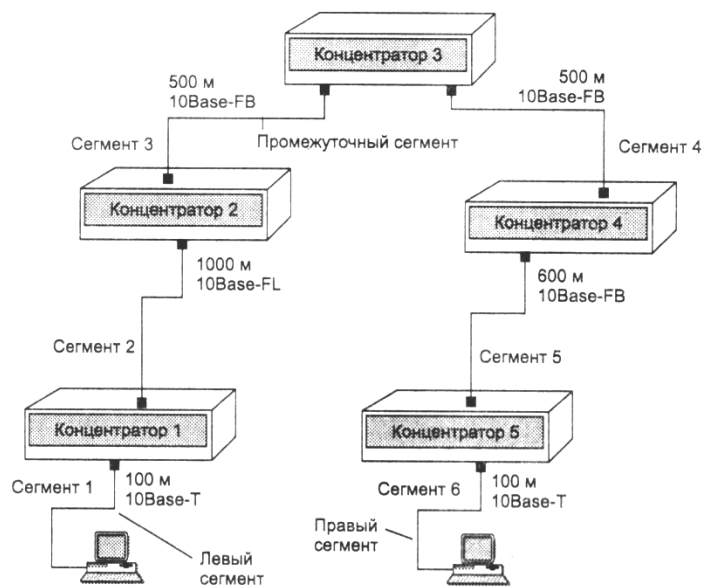 Концентратор 3
500 м
10Base-FB
500 м
10Base-FB
Сегмент 3
Промежуточный сегмент
Сегмент 4
Концентратор 2
Концентратор 4
1000 м
10Base-FL
600 м
10Base-FB
Сегмент 2
Сегмент 5
Концентратор 1
Концентратор 5
Сегмент 1
100 м
10Base-T
Сегмент 6
100 м
10Base-T
Левый
сегмент
Правый
сегмент